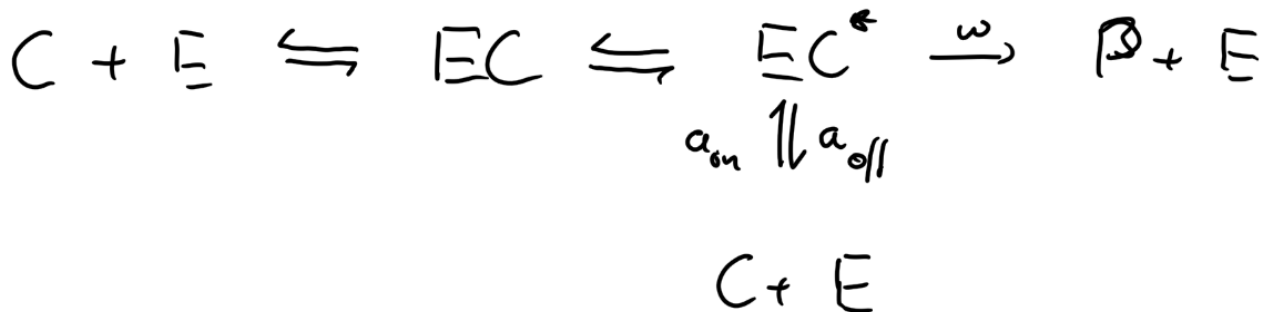 C + E ⇌ EC ⇌ EC* →ω β + E
a_on ⇅ a_off
C + E